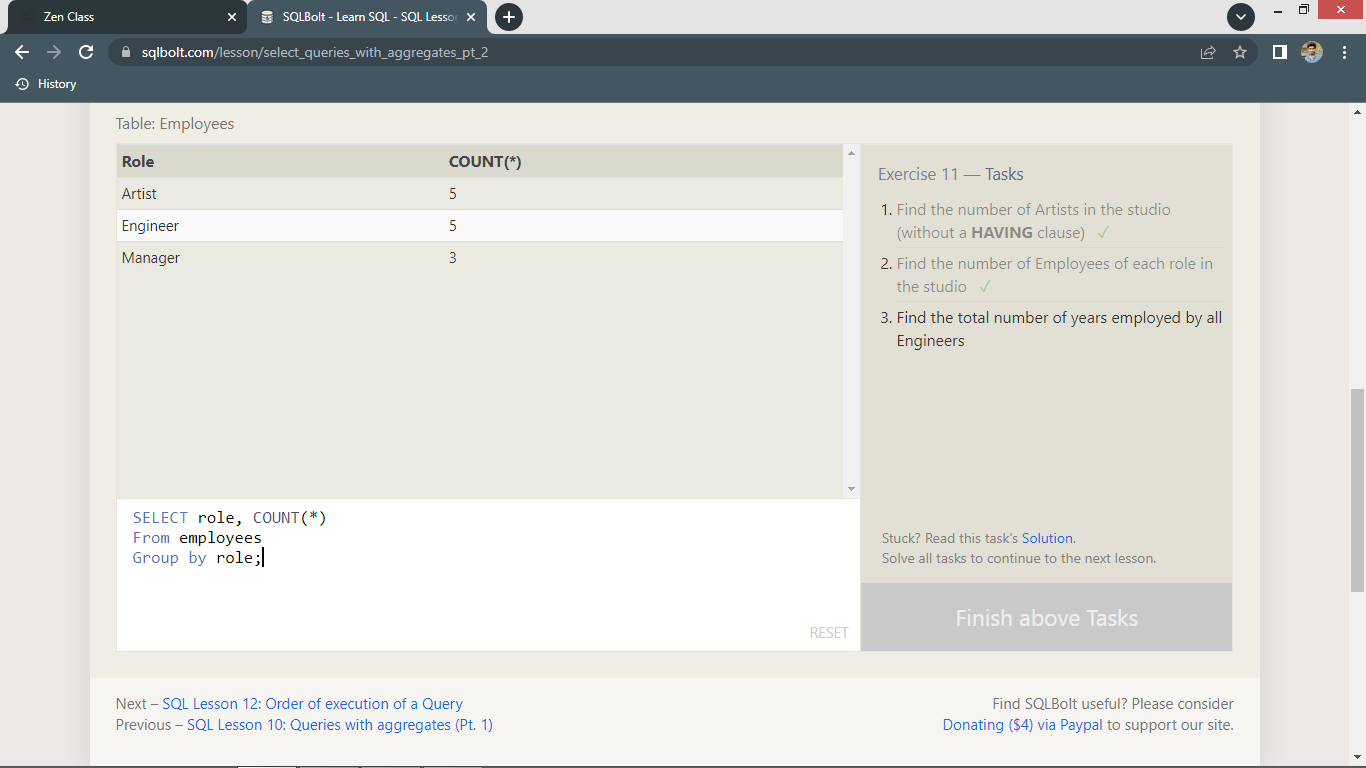 Zen Class
SQLBolt - Learn SQL - SQL Lesson
sqlbolt.com/lesson/select_queries_with_aggregates_pt_2
History
Table: Employees
Role COUNT(*)
Artist 5
Engineer 5
Manager 3
SELECT role, COUNT(*)
From employees
Group by role;
RESET
Exercise 11 — Tasks
1. Find the number of Artists in the studio
(without a HAVING clause) ✓
2. Find the number of Employees of each role in
the studio ✓
3. Find the total number of years employed by all
Engineers
Stuck? Read this task's Solution.
Solve all tasks to continue to the next lesson.
Finish above Tasks
Next – SQL Lesson 12: Order of execution of a Query
Previous – SQL Lesson 10: Queries with aggregates (Pt. 1)
Find SQLBolt useful? Please consider
Donating ($4) via Paypal to support our site.